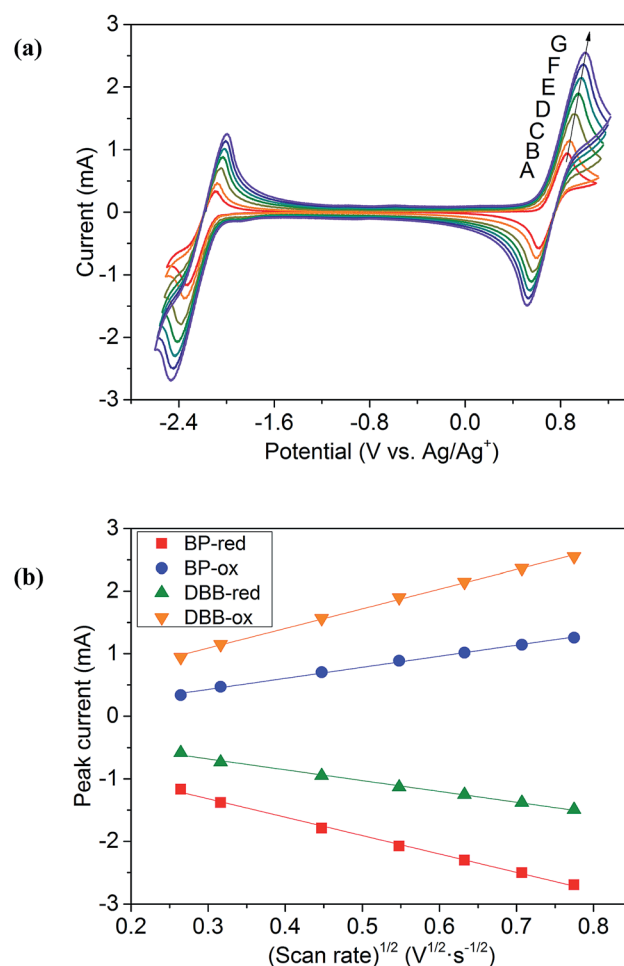 (a)
3
2
1
0
-1
-2
-3
Current (mA)
G
F
E
D
C
B
A
-2.4 -1.6 -0.8 0.0 0.8
Potential (V vs. Ag/Ag⁺)
(b)
3
2
1
0
-1
-2
-3
Peak current (mA)
BP-red
BP-ox
DBB-red
DBB-ox
0.2 0.3 0.4 0.5 0.6 0.7 0.8
(Scan rate)¹/² (V¹/²·s⁻¹/²)